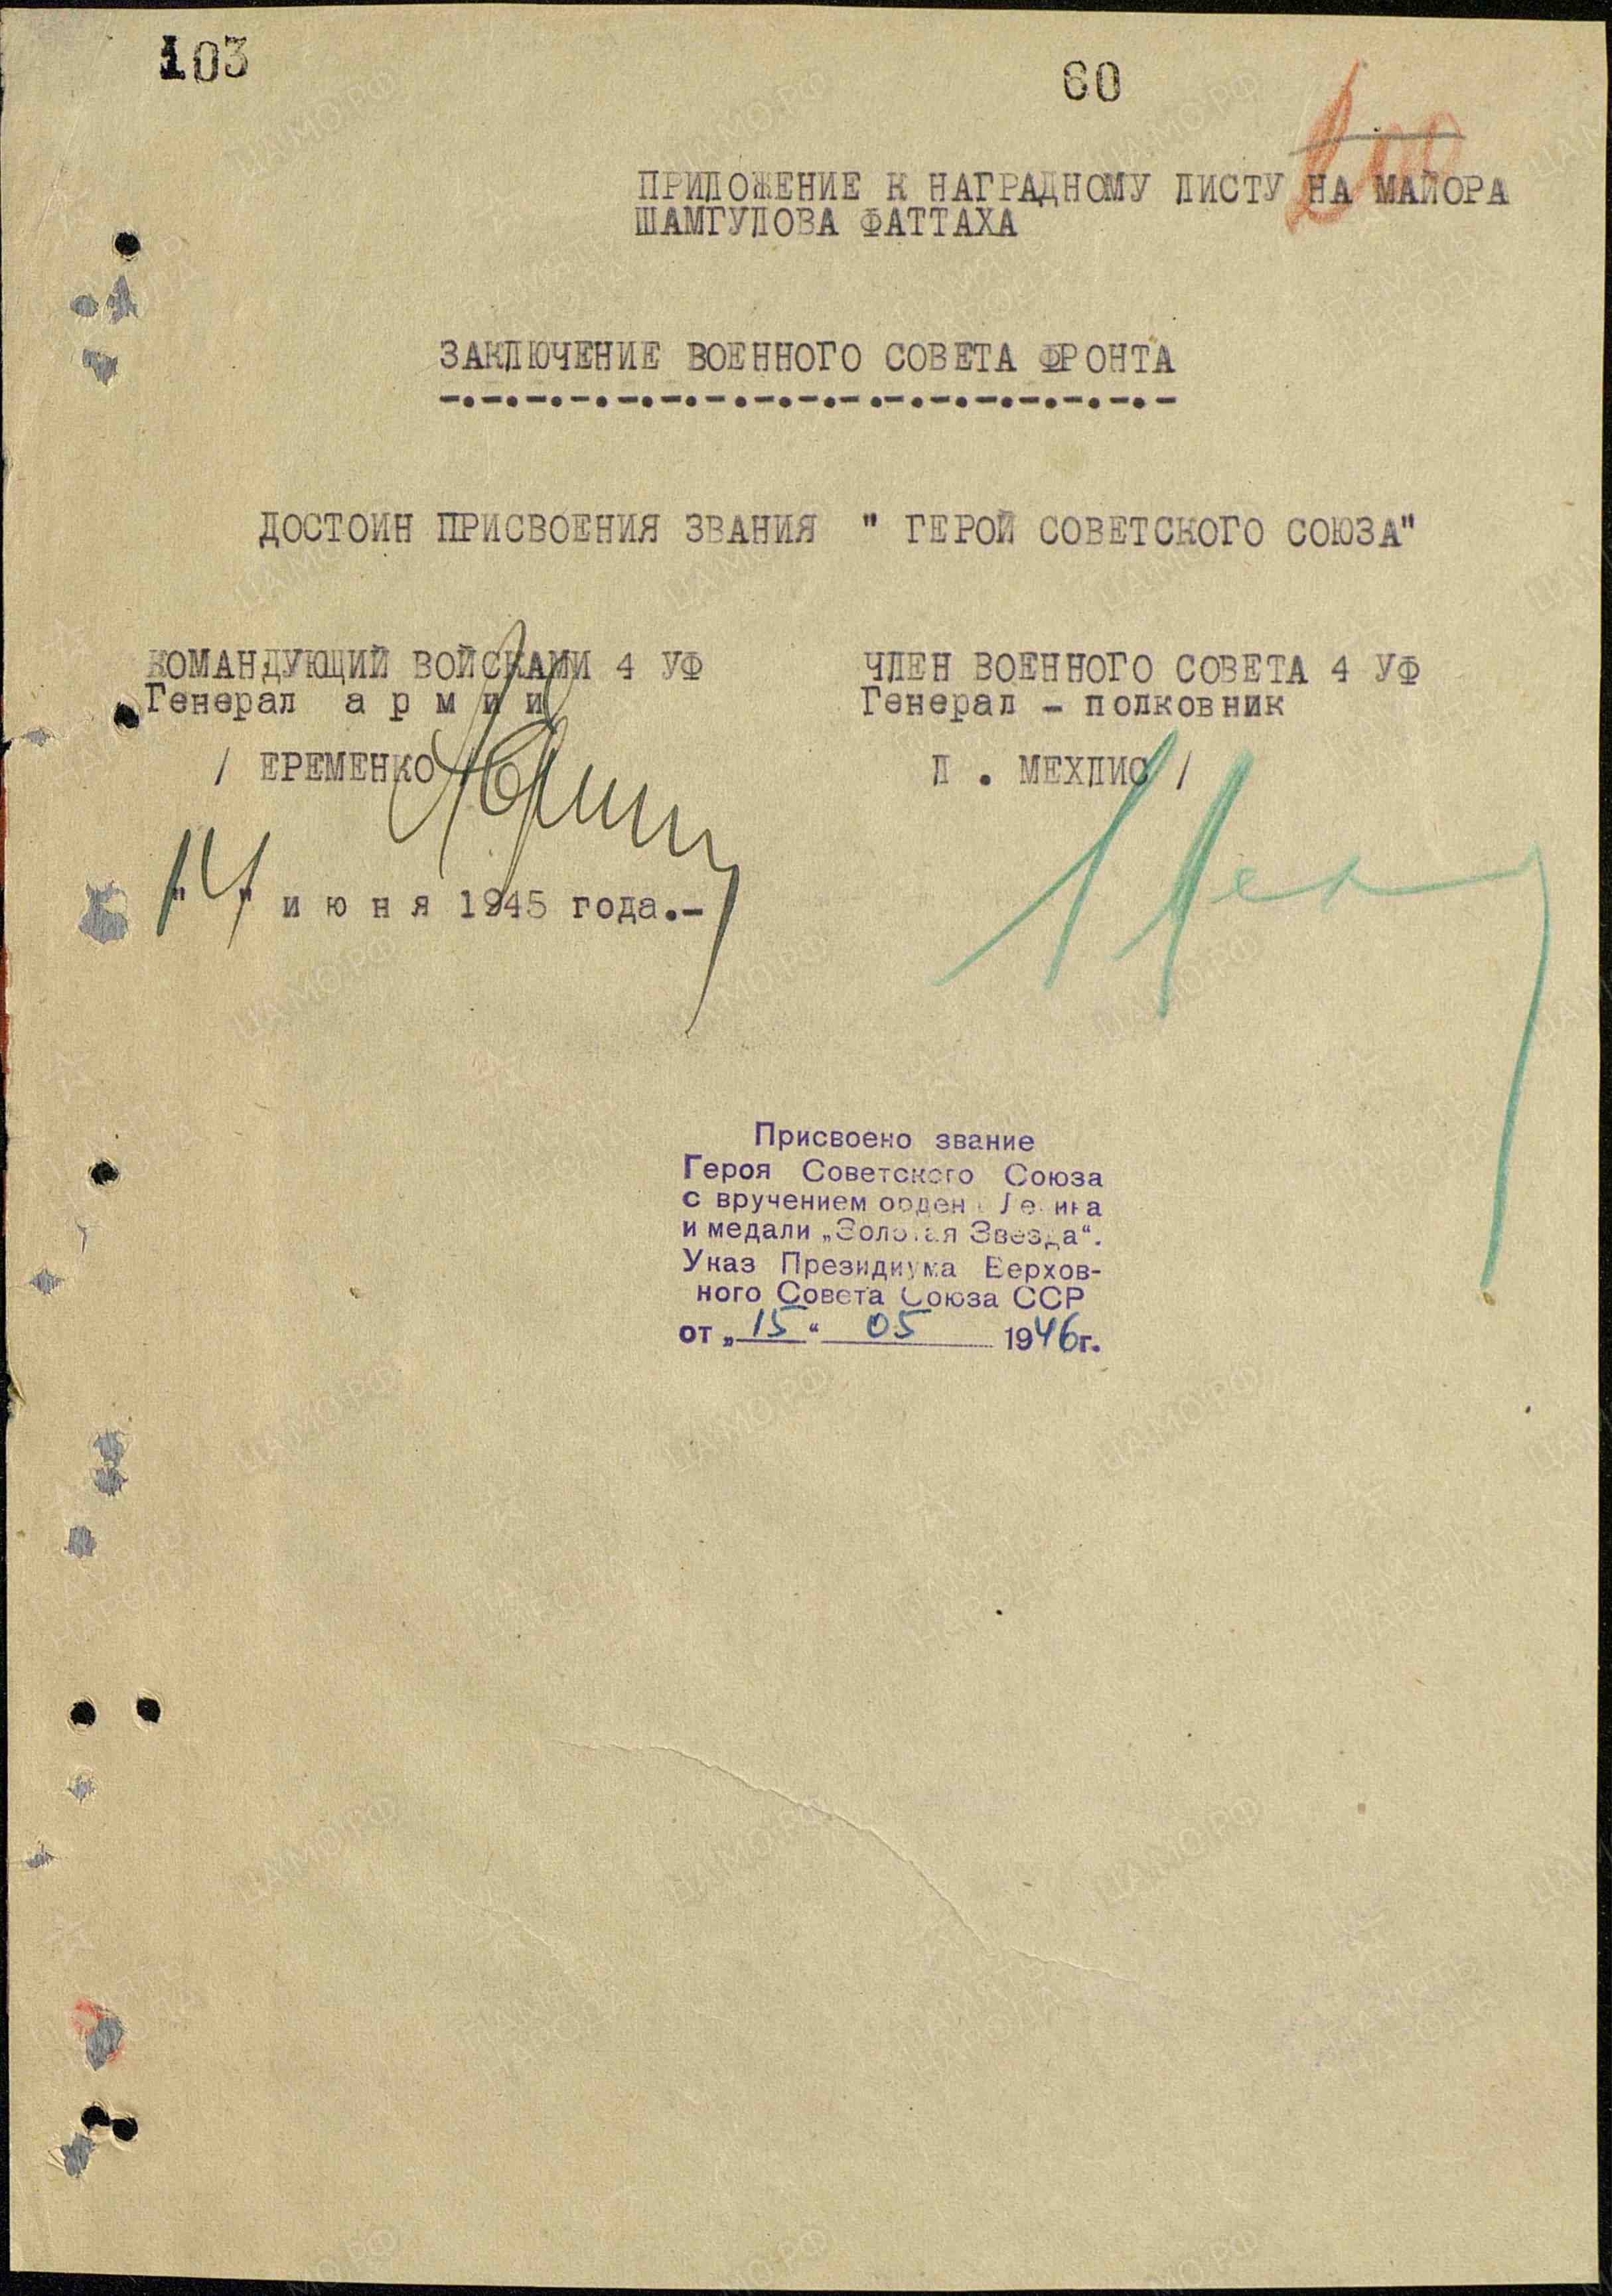 103
60
ПРИЛОЖЕНИЕ К НАГРАДНОМУ ЛИСТУ НА МАЙОРА
ШАМГУЛОВА ФАТТАХА
ЗАКЛЮЧЕНИЕ ВОЕННОГО СОВЕТА ФРОНТА
ДОСТОИН ПРИСВОЕНИЯ ЗВАНИЯ " ГЕРОЙ СОВЕТСКОГО СОЮЗА"
КОМАНДУЮЩИЙ ВОЙСКАМИ 4 УФ
Генерал а р м и и
/ ЕРЕМЕНКО /
"14" и ю н я 1945 года.-
ЧЛЕН ВОЕННОГО СОВЕТА 4 УФ
Генерал - полковник
Л . МЕХЛИС /
Присвоено звание
Героя Советского Союза
с вручением ордена Ленина
и медали „Золотая Звезда“.
Указ Президиума Верхов-
ного Совета Союза ССР
от „15“ 05 1946г.